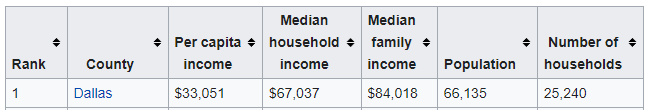 Rank County Per capita income Median household income Median family income Population Number of households
1 Dallas $33,051 $67,037 $84,018 66,135 25,240